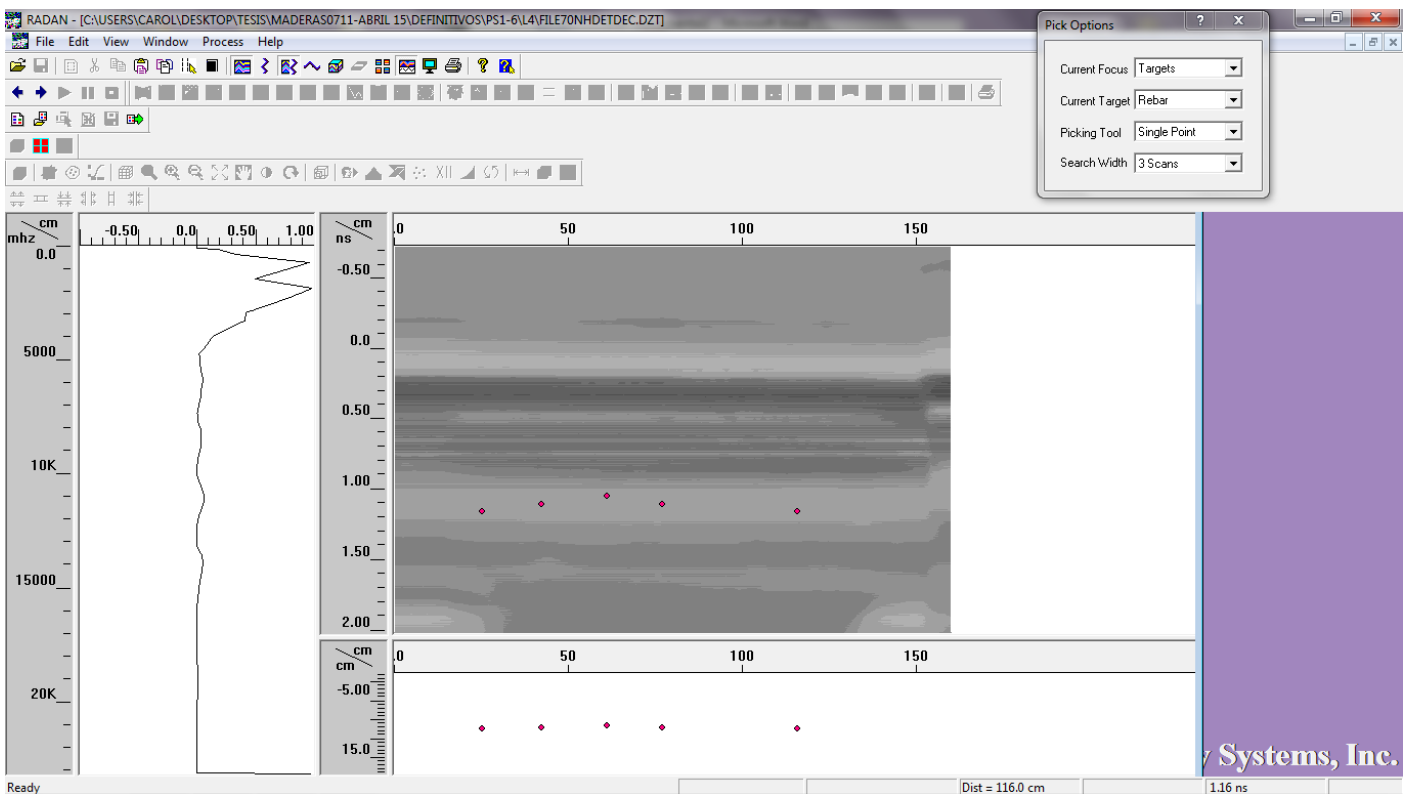 RADAN - [C:\USERS\CAROL\DESKTOP\TESIS\MADERAS0711-ABRIL 15\DEFINITIVOS\PS1-6\L4\FILE70NHDETDEC.DZT]
File Edit View Window Process Help
Pick Options
Current Focus Targets
Current Target Rebar
Picking Tool Single Point
Search Width 3 Scans
cm
mhz
-0.50 0.0 0.50 1.00
0.0
5000
10K
15000
20K
cm
ns
.0 50 100 150
-0.50
0.0
0.50
1.00
1.50
2.00
cm
cm
.0 50 100 150
-5.00
15.0
Systems, Inc.
Ready
Dist = 116.0 cm
1.16 ns